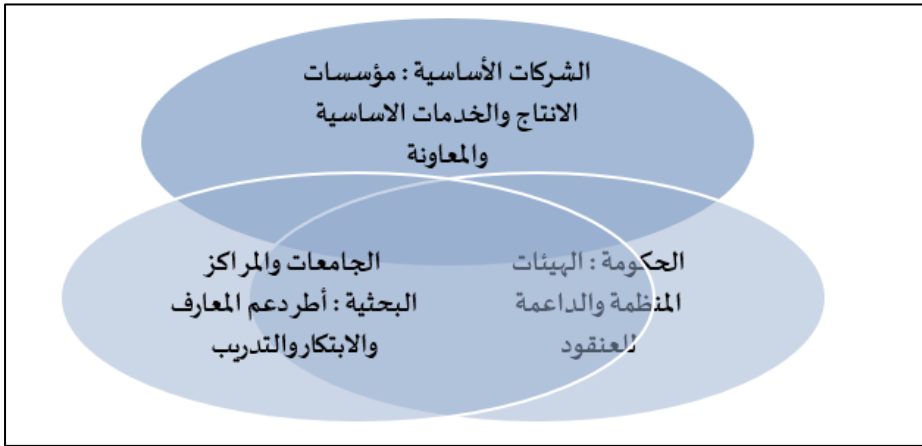 الشركات الأساسية : مؤسسات
الانتاج والخدمات الاساسية
والمعاونة
الحكومة : الهيئات
المنظمة والداعمة
للعنقود
الجامعات والمراكز
البحثية : أطر دعم المعارف
والابتكار والتدريب